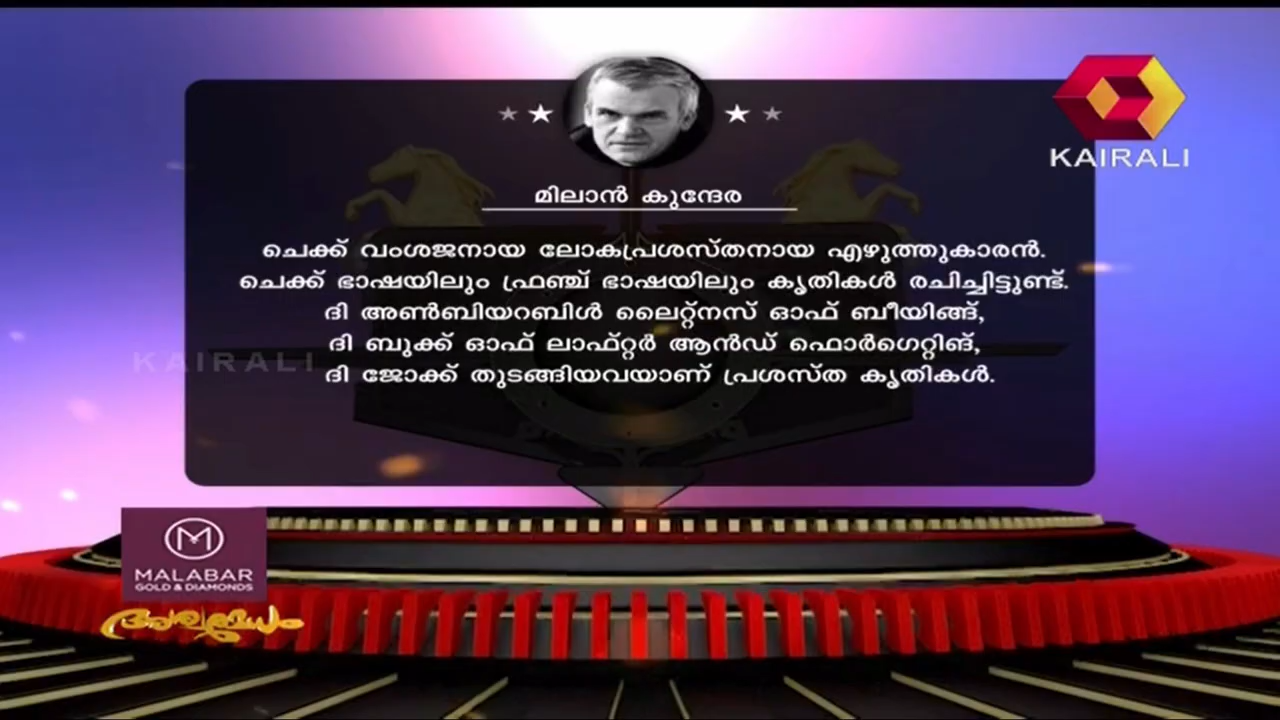 KAIRALI
മിലാൻ കുന്ദേര
ചെക്ക് വംശജനായ ലോകപ്രശസ്തനായ എഴുത്തുകാരൻ.
ചെക്ക് ഭാഷയിലും ഫ്രഞ്ച് ഭാഷയിലും കൃതികൾ രചിച്ചിട്ടുണ്ട്.
ദി അൺബിയറബിൾ ലൈറ്റ്നസ് ഓഫ് ബീയിങ്ങ്,
ദി ബുക്ക് ഓഫ് ലാഫ്റ്റർ ആൻഡ് ഫൊർഗെറ്റിങ്,
KAIRALI
ദി ജോക്ക് തുടങ്ങിയവയാണ് പ്രശസ്ത കൃതികൾ.
M
MALABAR
GOLD & DIAMONDS
അശ്വമേധം